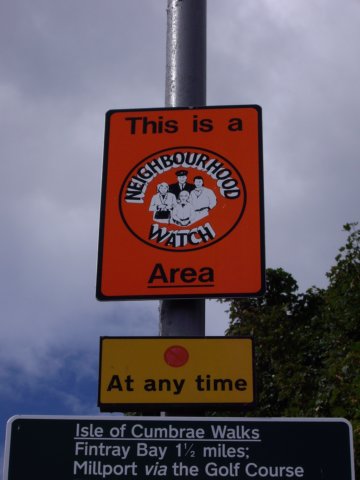 This is a
NEIGHBOURHOOD
WATCH
Area
At any time
Isle of Cumbrae Walks
Fintray Bay 1½ miles;
Millport via the Golf Course